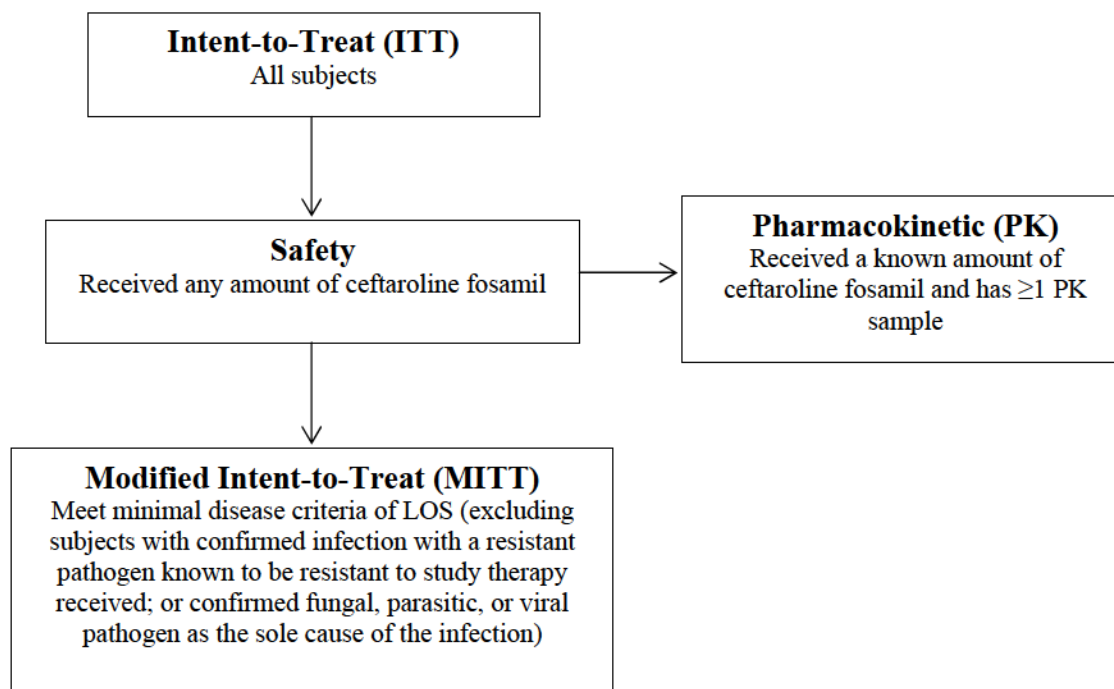 Intent-to-Treat (ITT)
All subjects
Safety
Received any amount of ceftaroline fosamil
Pharmacokinetic (PK)
Received a known amount of
ceftaroline fosamil and has ≥1 PK
sample
Modified Intent-to-Treat (MITT)
Meet minimal disease criteria of LOS (excluding
subjects with confirmed infection with a resistant
pathogen known to be resistant to study therapy
received; or confirmed fungal, parasitic, or viral
pathogen as the sole cause of the infection)